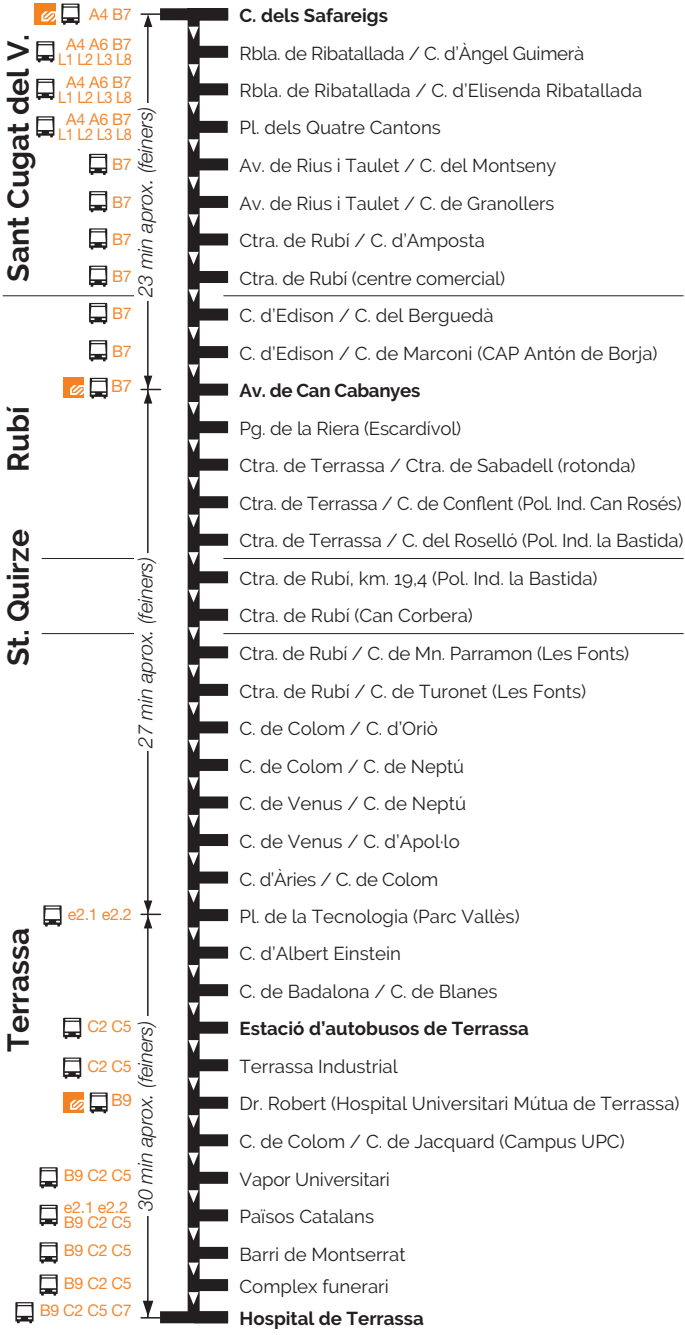 Sant Cugat del V.
A4 B7
C. dels Safareigs
A4 A6 B7
L1 L2 L3 L8
Rbla. de Ribatallada / C. d'Àngel Guimerà
A4 A6 B7
L1 L2 L3 L8
Rbla. de Ribatallada / C. d'Elisenda Ribatallada
A4 A6 B7
L1 L2 L3 L8
Pl. dels Quatre Cantons
B7
Av. de Rius i Taulet / C. del Montseny
B7
Av. de Rius i Taulet / C. de Granollers
B7
Ctra. de Rubí / C. d'Amposta
B7
Ctra. de Rubí (centre comercial)
23 min aprox. (feiners)
Rubí
B7
C. d'Edison / C. del Berguedà
B7
C. d'Edison / C. de Marconi (CAP Antón de Borja)
B7
Av. de Can Cabanyes
Pg. de la Riera (Escardívol)
Ctra. de Terrassa / Ctra. de Sabadell (rotonda)
Ctra. de Terrassa / C. de Conflent (Pol. Ind. Can Rosés)
Ctra. de Terrassa / C. del Roselló (Pol. Ind. la Bastida)
St. Quirze
Ctra. de Rubí, km. 19,4 (Pol. Ind. la Bastida)
Ctra. de Rubí (Can Corbera)
27 min aprox. (feiners)
Terrassa
Ctra. de Rubí / C. de Mn. Parramon (Les Fonts)
Ctra. de Rubí / C. de Turonet (Les Fonts)
C. de Colom / C. d'Oriò
C. de Colom / C. de Neptú
C. de Venus / C. de Neptú
C. de Venus / C. d'Apol·lo
C. d'Àries / C. de Colom
e2.1 e2.2
Pl. de la Tecnologia (Parc Vallès)
C. d'Albert Einstein
C. de Badalona / C. de Blanes
C2 C5
Estació d'autobusos de Terrassa
C2 C5
Terrassa Industrial
B9
Dr. Robert (Hospital Universitari Mútua de Terrassa)
C. de Colom / C. de Jacquard (Campus UPC)
30 min aprox. (feiners)
B9 C2 C5
Vapor Universitari
e2.1 e2.2
B9 C2 C5
Països Catalans
B9 C2 C5
Barri de Montserrat
B9 C2 C5
Complex funerari
B9 C2 C5 C7
Hospital de Terrassa